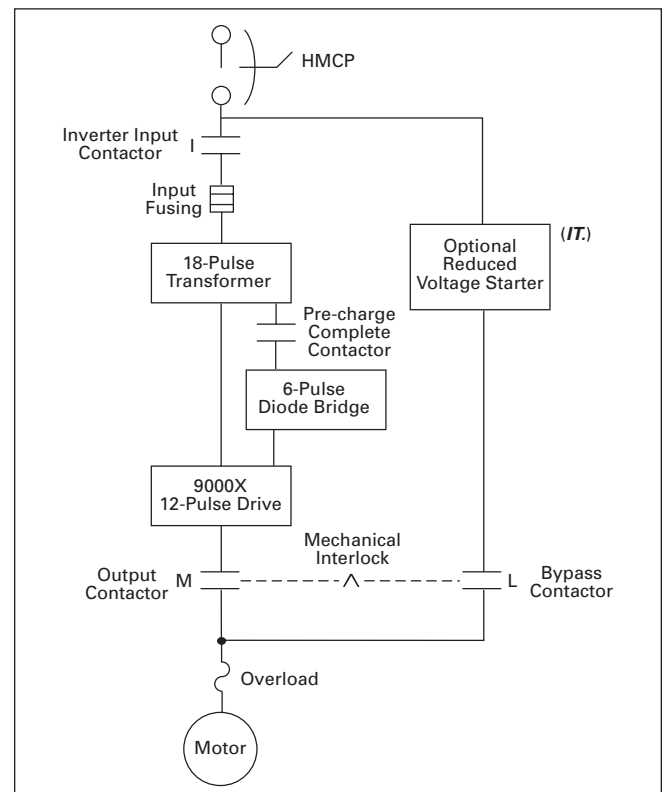 HMCP
Inverter Input
Contactor
I
Input
Fusing
18-Pulse
Transformer
Optional
Reduced
Voltage Starter
(IT.)
Pre-charge
Complete
Contactor
6-Pulse
Diode Bridge
9000X
12-Pulse Drive
Mechanical
Interlock
Output
Contactor
M
L
Bypass
Contactor
Overload
Motor